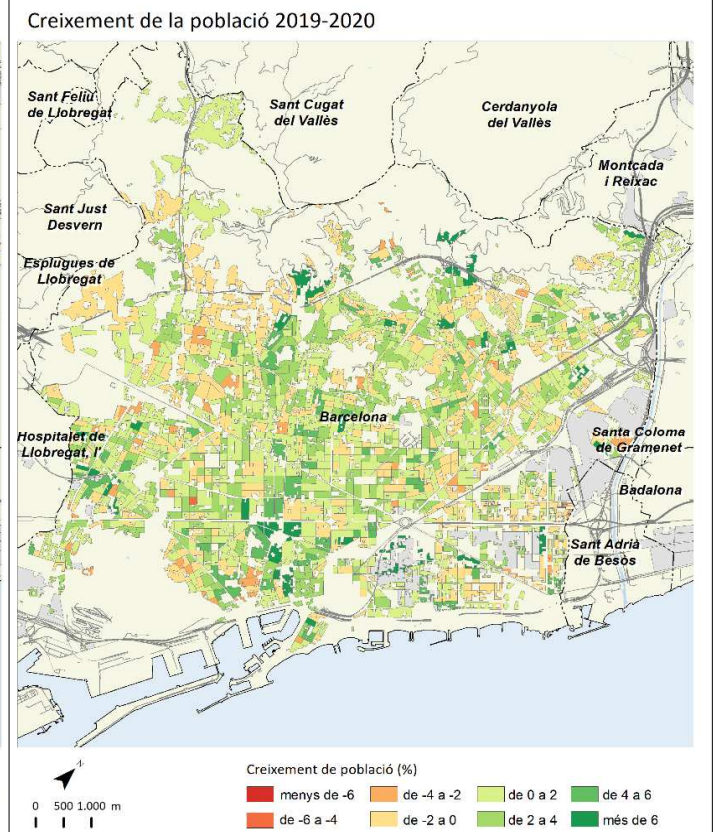 Creixement de la població 2019-2020
Sant Feliu
de Llobregat
Sant Cugat
del Vallès
Cerdanyola
del Vallès
Montcada
i Reixac
Sant Just
Desvern
Esplugues de
Llobregat
Barcelona
Hospitalet de
Llobregat, l'
Santa Coloma
de Gramenet
Badalona
Sant Adrià
de Besòs
N
0 500 1.000 m
Creixement de població (%)
menys de -6
de -4 a -2
de 0 a 2
de 4 a 6
de -6 a -4
de -2 a 0
de 2 a 4
més de 6